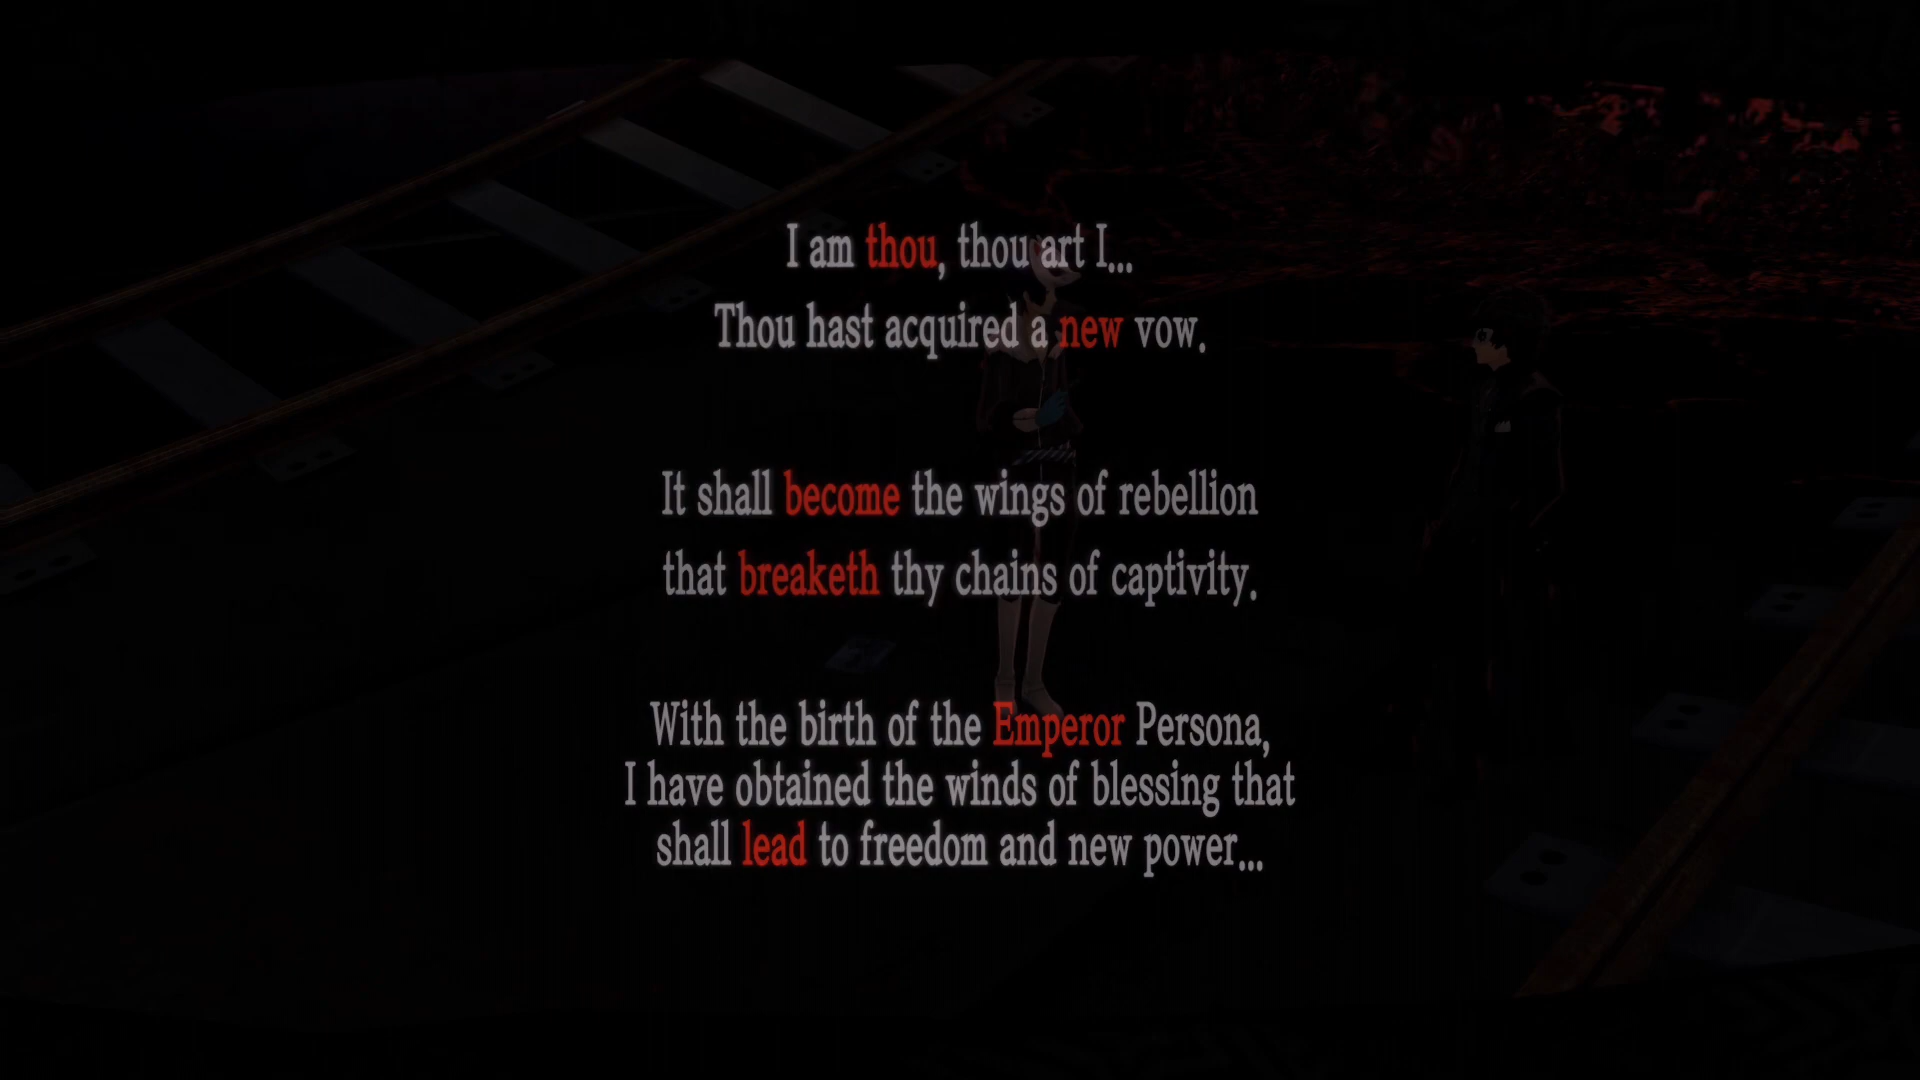 I am thou, thou art I...
Thou hast acquired a new vow.
It shall become the wings of rebellion
that breaketh thy chains of captivity.
With the birth of the Emperor Persona,
I have obtained the winds of blessing that
shall lead to freedom and new power...